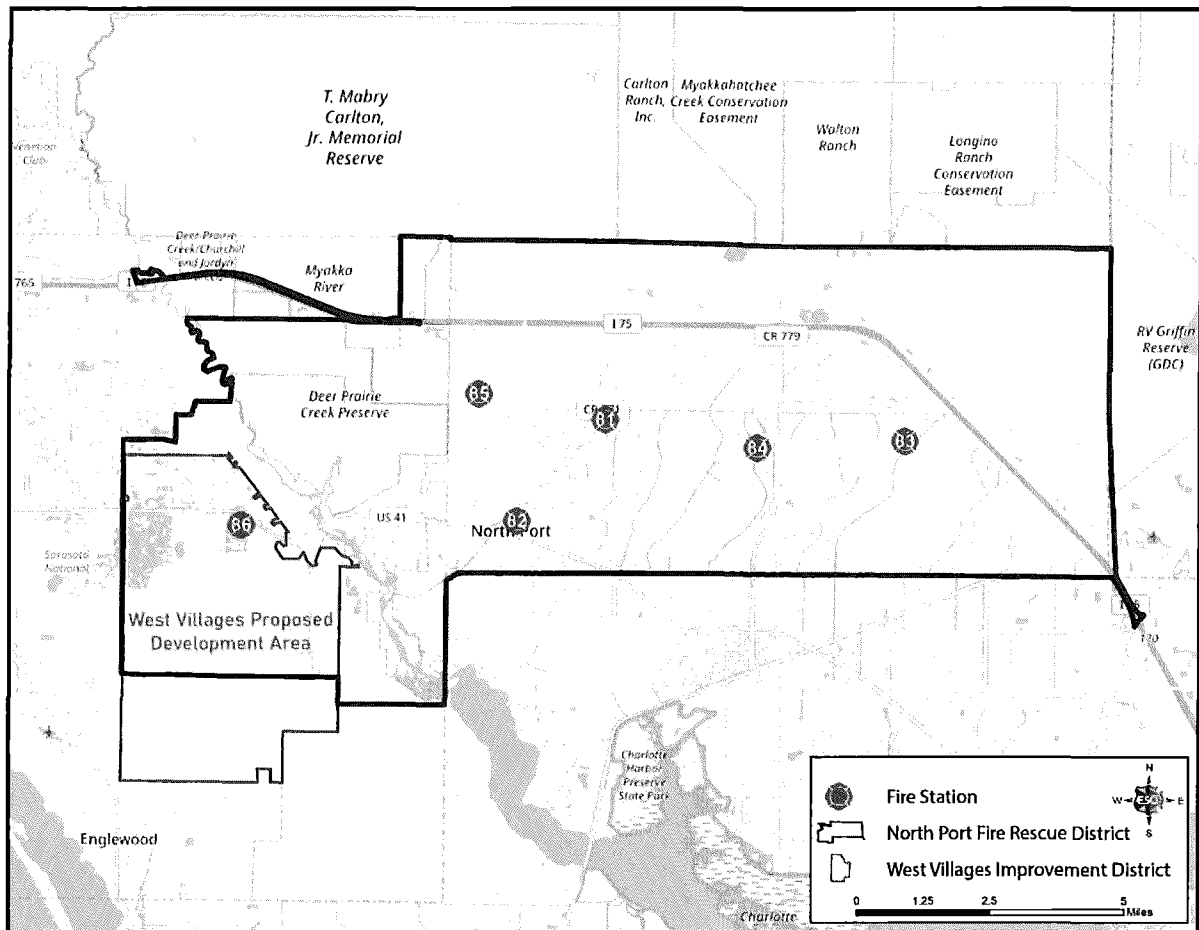 T. Mabry
Carlton,
Jr. Memorial
Reserve
Carlton
Ranch,
Inc.
Myakkahatchee
Creek Conservation
Easement
Walton
Ranch
Longino
Ranch
Conservation
Easement
Venetian
Club
Deer Prairie
Creek/Churchill
and Jordyn
Myakka
River
765
I 75
CR 779
RV Griffin
Reserve
(GDC)
Deer Prairie
Creek Preserve
85
81
84
83
86
82
US 41
North Port
Sarasota
National
West Villages Proposed
Development Area
170
Charlotte
Harbor
Preserve
State Park
Englewood
Charlotte
N
W
E
S
Fire Station
North Port Fire Rescue District
West Villages Improvement District
0
1.25
2.5
5
Miles